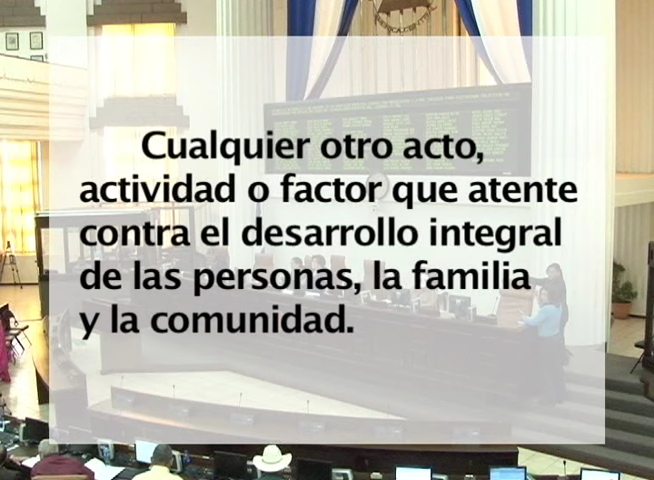 Cualquier otro acto,
actividad o factor que atente
contra el desarrollo integral
de las personas, la familia
y la comunidad.